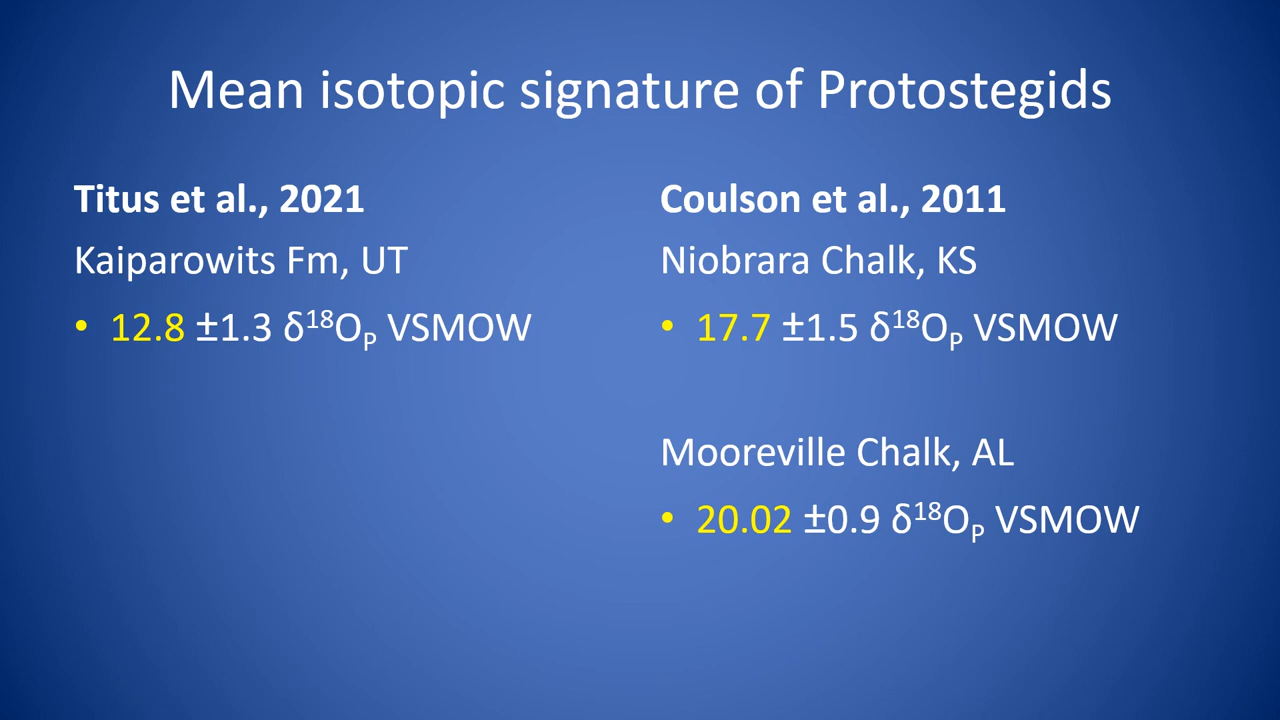 Mean isotopic signature of Protostegids
Titus et al., 2021
Kaiparowits Fm, UT
• 12.8 ±1.3 δ¹⁸Oₚ VSMOW
Coulson et al., 2011
Niobrara Chalk, KS
• 17.7 ±1.5 δ¹⁸Oₚ VSMOW
Mooreville Chalk, AL
• 20.02 ±0.9 δ¹⁸Oₚ VSMOW